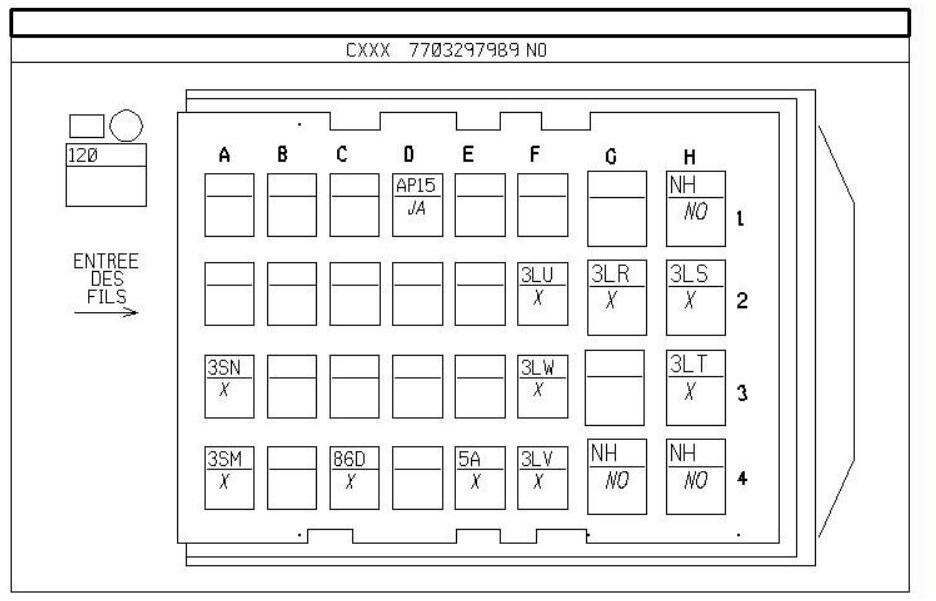 CXXX 7703297989 NO
120
A B C D E F G H
AP15 NH
JA NO 1
ENTREE
DES
FILS
3LU 3LR 3LS
X X X 2
3SN 3LW 3LT
X X X 3
3SM 86D 5A 3LV NH NH
X X X X NO NO 4